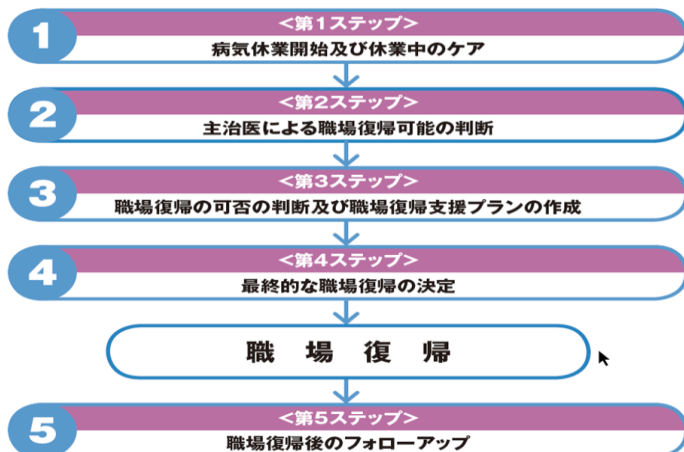 1
<第1ステップ>
病気休業開始及び休業中のケア
2
<第2ステップ>
主治医による職場復帰可能の判断
3
<第3ステップ>
職場復帰の可否の判断及び職場復帰支援プランの作成
4
<第4ステップ>
最終的な職場復帰の決定
職場復帰
5
<第5ステップ>
職場復帰後のフォローアップ